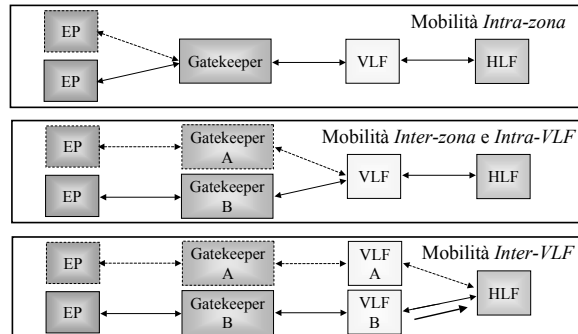 Mobilità Intra-zona
EP
EP
Gatekeeper
VLF
HLF
Mobilità Inter-zona e Intra-VLF
EP
Gatekeeper
A
EP
Gatekeeper
B
VLF
HLF
Mobilità Inter-VLF
EP
Gatekeeper
A
VLF
A
EP
Gatekeeper
B
VLF
B
HLF